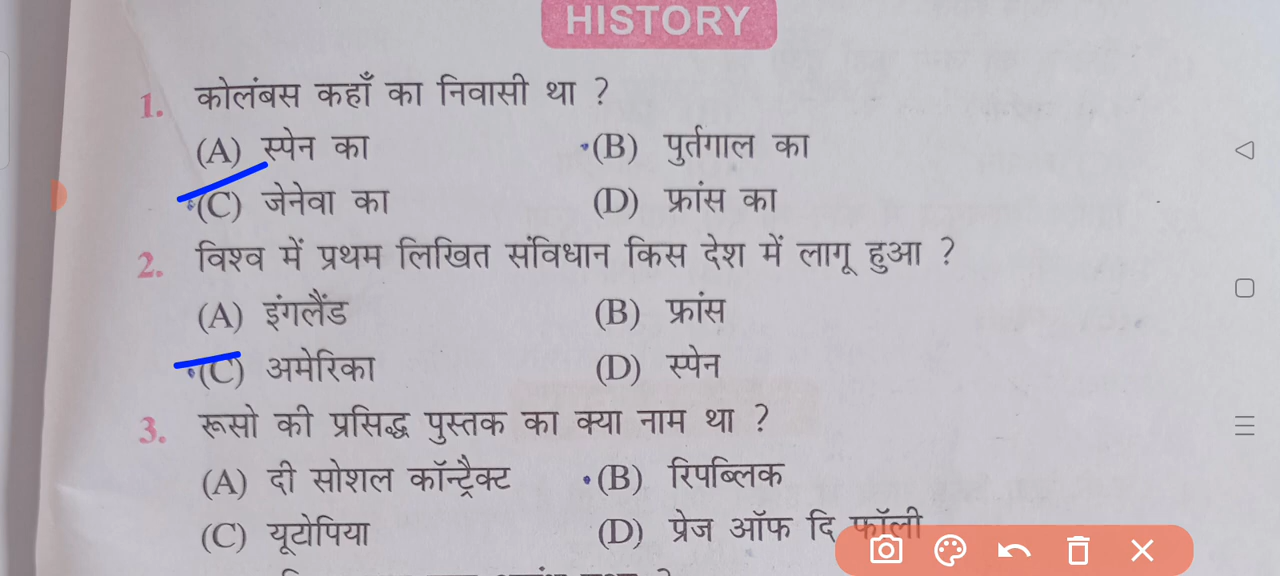 HISTORY
1. कोलंबस कहाँ का निवासी था ?
(A) स्पेन का (B) पुर्तगाल का
(C) जेनेवा का (D) फ्रांस का
2. विश्व में प्रथम लिखित संविधान किस देश में लागू हुआ ?
(A) इंगलैंड (B) फ्रांस
(C) अमेरिका (D) स्पेन
3. रूसो की प्रसिद्ध पुस्तक का क्या नाम था ?
(A) दी सोशल कॉन्ट्रैक्ट (B) रिपब्लिक
(C) यूटोपिया (D) प्रेज ऑफ दि फॉली